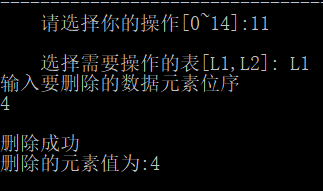 请选择你的操作[0~14]:11
选择需要操作的表[L1,L2]: L1
输入要删除的数据元素位序
4
删除成功
删除的元素值为:4